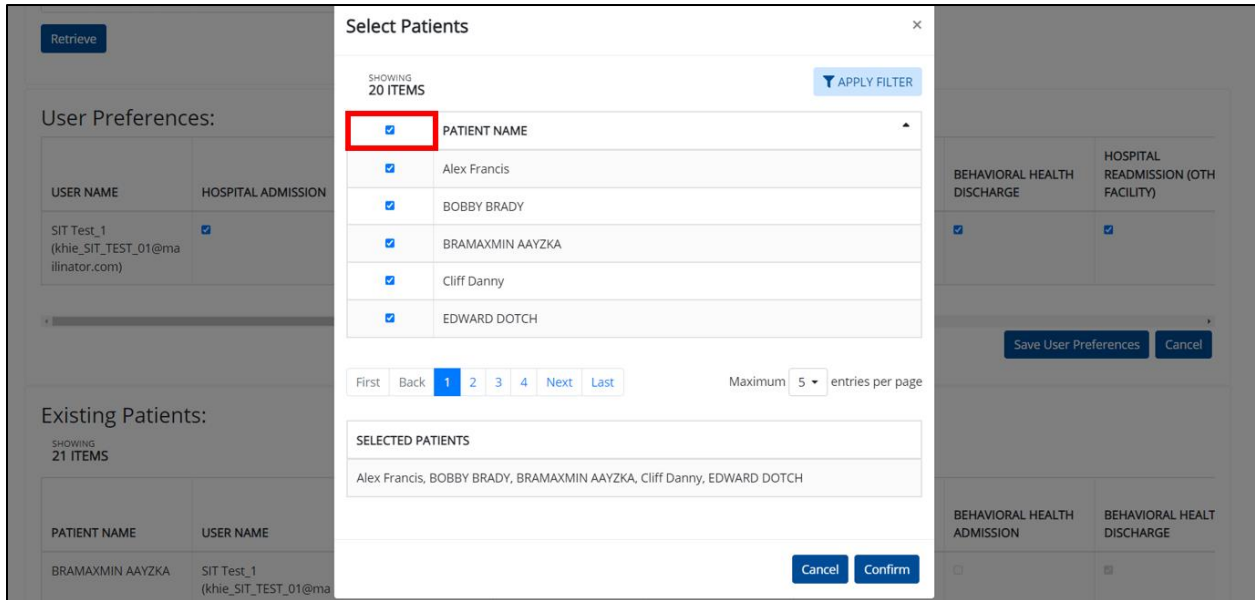 Select Patients
×
Retrieve
SHOWING
20 ITEMS
APPLY FILTER
PATIENT NAME
Alex Francis
BOBBY BRADY
BRAMAXMIN AAYZKA
Cliff Danny
EDWARD DOTCH
First Back 1 2 3 4 Next Last
Maximum 5 entries per page
SELECTED PATIENTS
Alex Francis, BOBBY BRADY, BRAMAXMIN AAYZKA, Cliff Danny, EDWARD DOTCH
Cancel Confirm
User Preferences:
USER NAME
HOSPITAL ADMISSION
BEHAVIORAL HEALTH
DISCHARGE
HOSPITAL
READMISSION (OTH
FACILITY)
SIT Test_1
(khie_SIT_TEST_01@ma
ilinator.com)
Save User Preferences Cancel
Existing Patients:
SHOWING
21 ITEMS
PATIENT NAME
USER NAME
BEHAVIORAL HEALTH
ADMISSION
BEHAVIORAL HEALT
DISCHARGE
BRAMAXMIN AAYZKA
SIT Test_1
(khie_SIT_TEST_01@ma